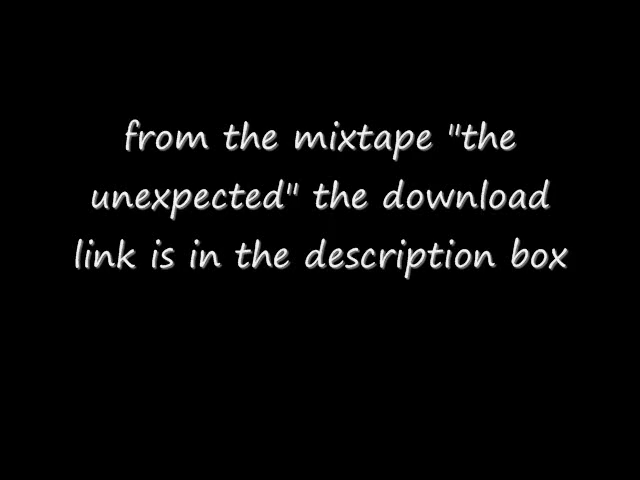 from the mixtape "the
unexpected" the download
link is in the description box